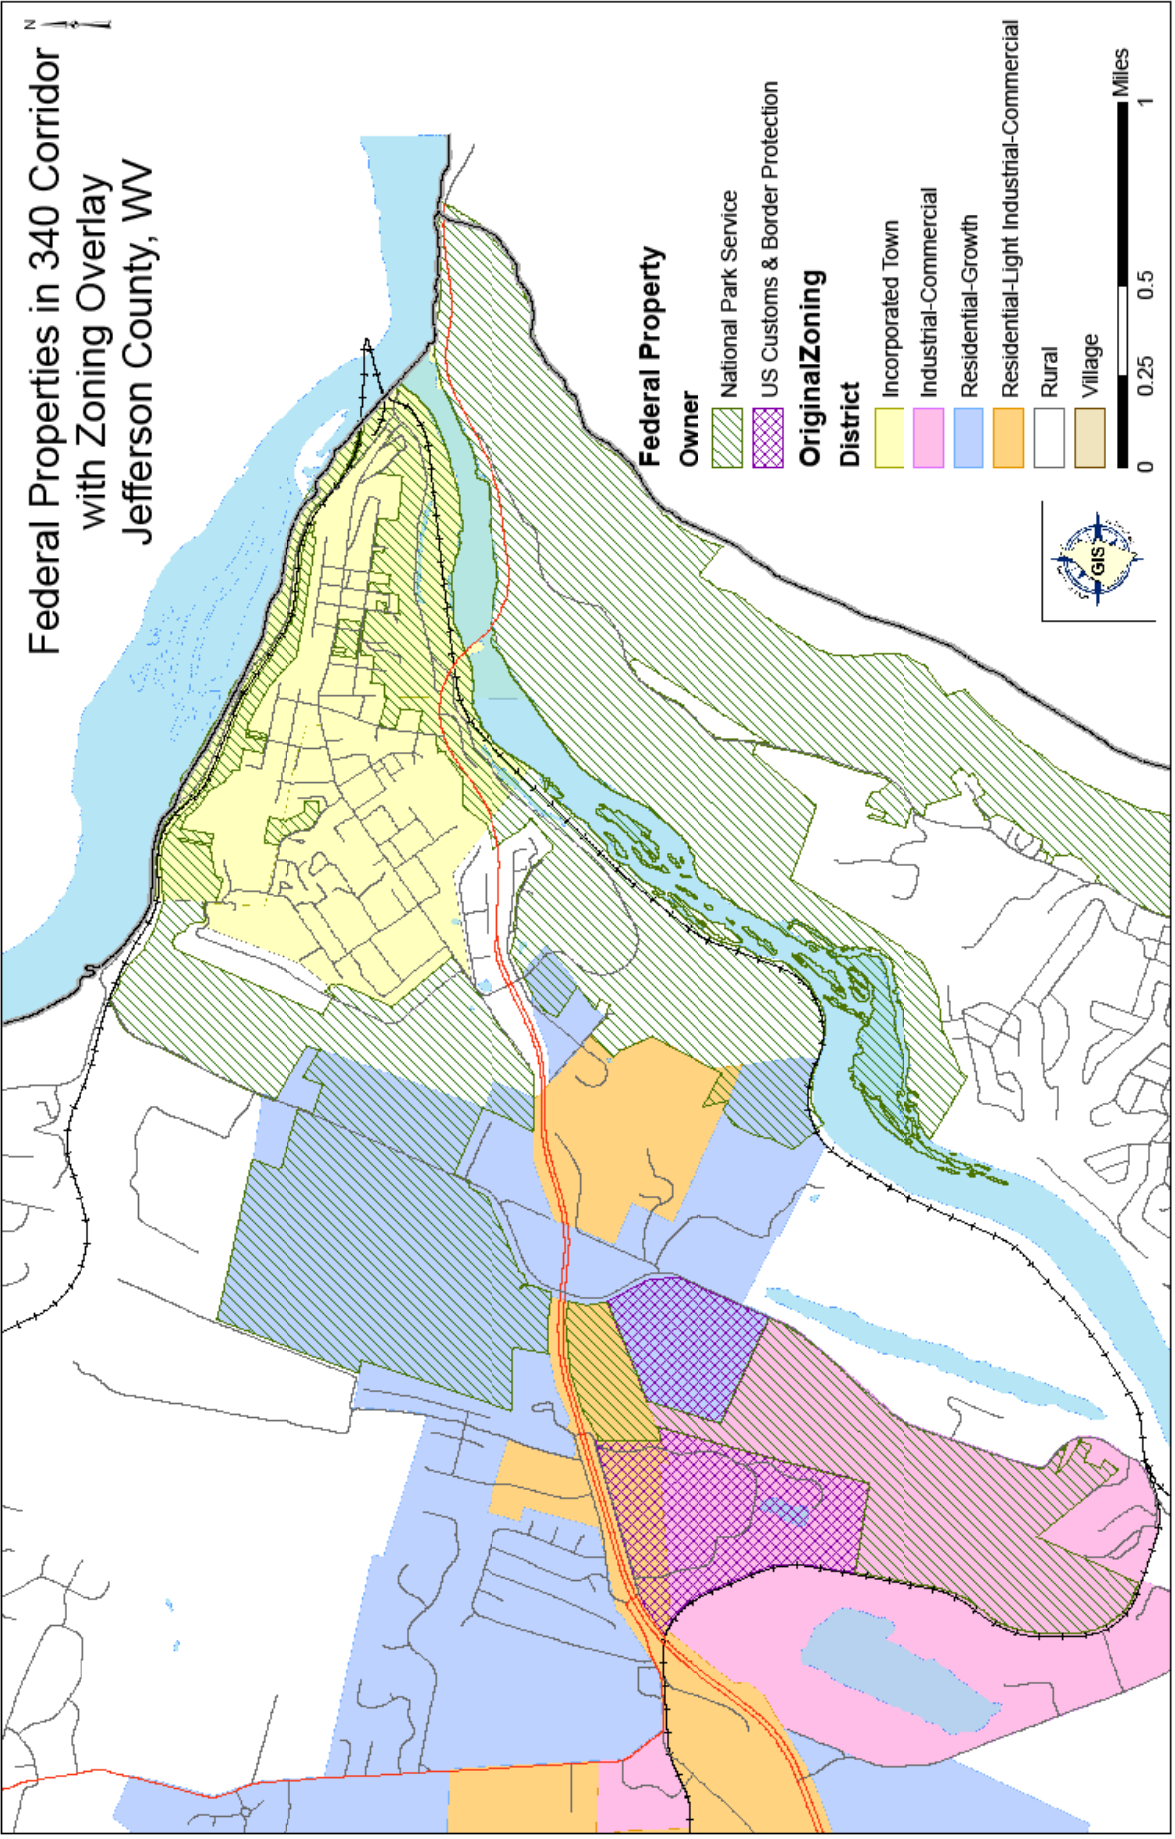 Federal Properties in 340 Corridor
with Zoning Overlay
Jefferson County, WV
N
Federal Property
Owner
National Park Service
US Customs & Border Protection
OriginalZoning
District
Incorporated Town
Industrial-Commercial
Residential-Growth
Residential-Light Industrial-Commercial
Rural
Village
GIS
0 0.25 0.5 1
Miles